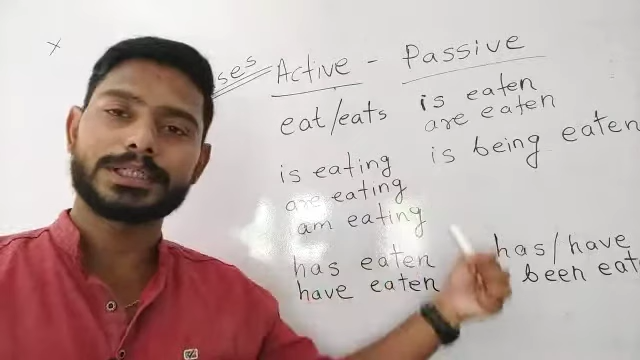 Active - Passive
eat/eats
is eaten
are eaten
is eating
are eating
am eating
is being eaten
has eaten
have eaten
has/have
been